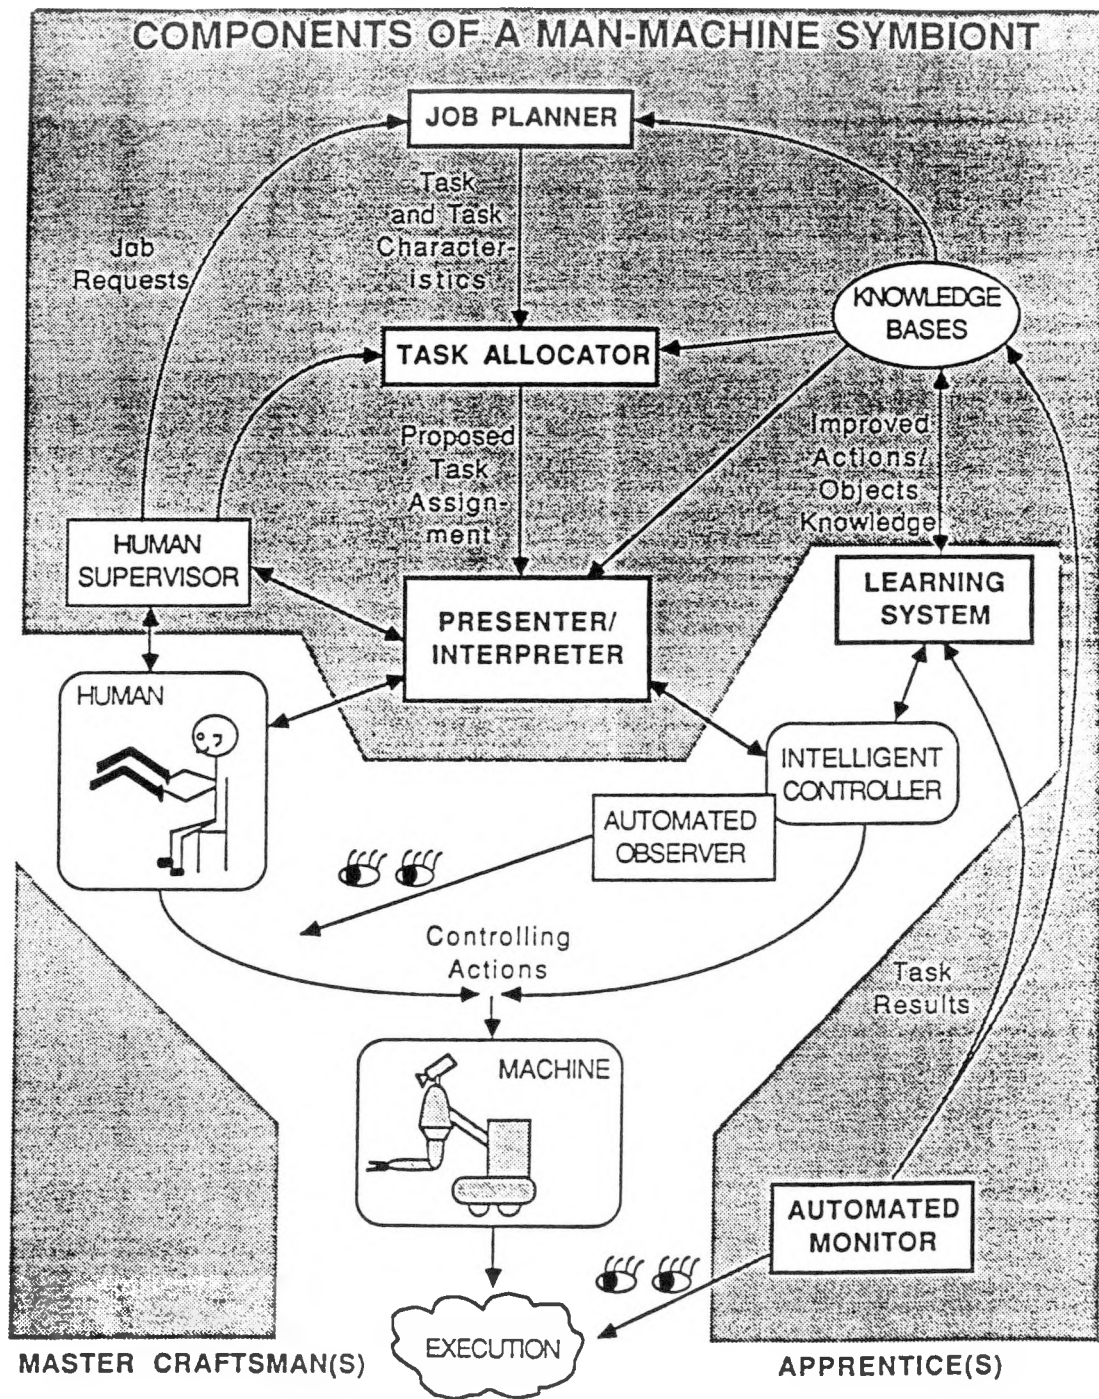 COMPONENTS OF A MAN-MACHINE SYMBIONT
JOB PLANNER
Task
and Task
Character-
istics
Job
Requests
KNOWLEDGE
BASES
TASK ALLOCATOR
Proposed
Task
Assign-
ment
Improved
Actions/
Objects
Knowledge
HUMAN
SUPERVISOR
LEARNING
SYSTEM
PRESENTER/
INTERPRETER
HUMAN
INTELLIGENT
CONTROLLER
AUTOMATED
OBSERVER
Controlling
Actions
Task
Results
MACHINE
AUTOMATED
MONITOR
EXECUTION
MASTER CRAFTSMAN(S)
APPRENTICE(S)